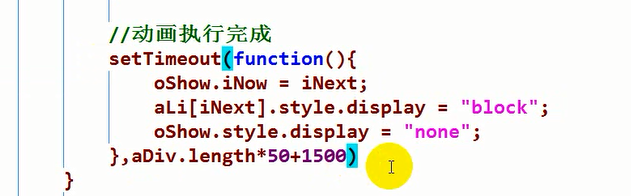 //动画执行完成
setTimeout(function(){
oShow.iNow = iNext;
aLi[iNext].style.display = "block";
oShow.style.display = "none";
},aDiv.length*50+1500)
}